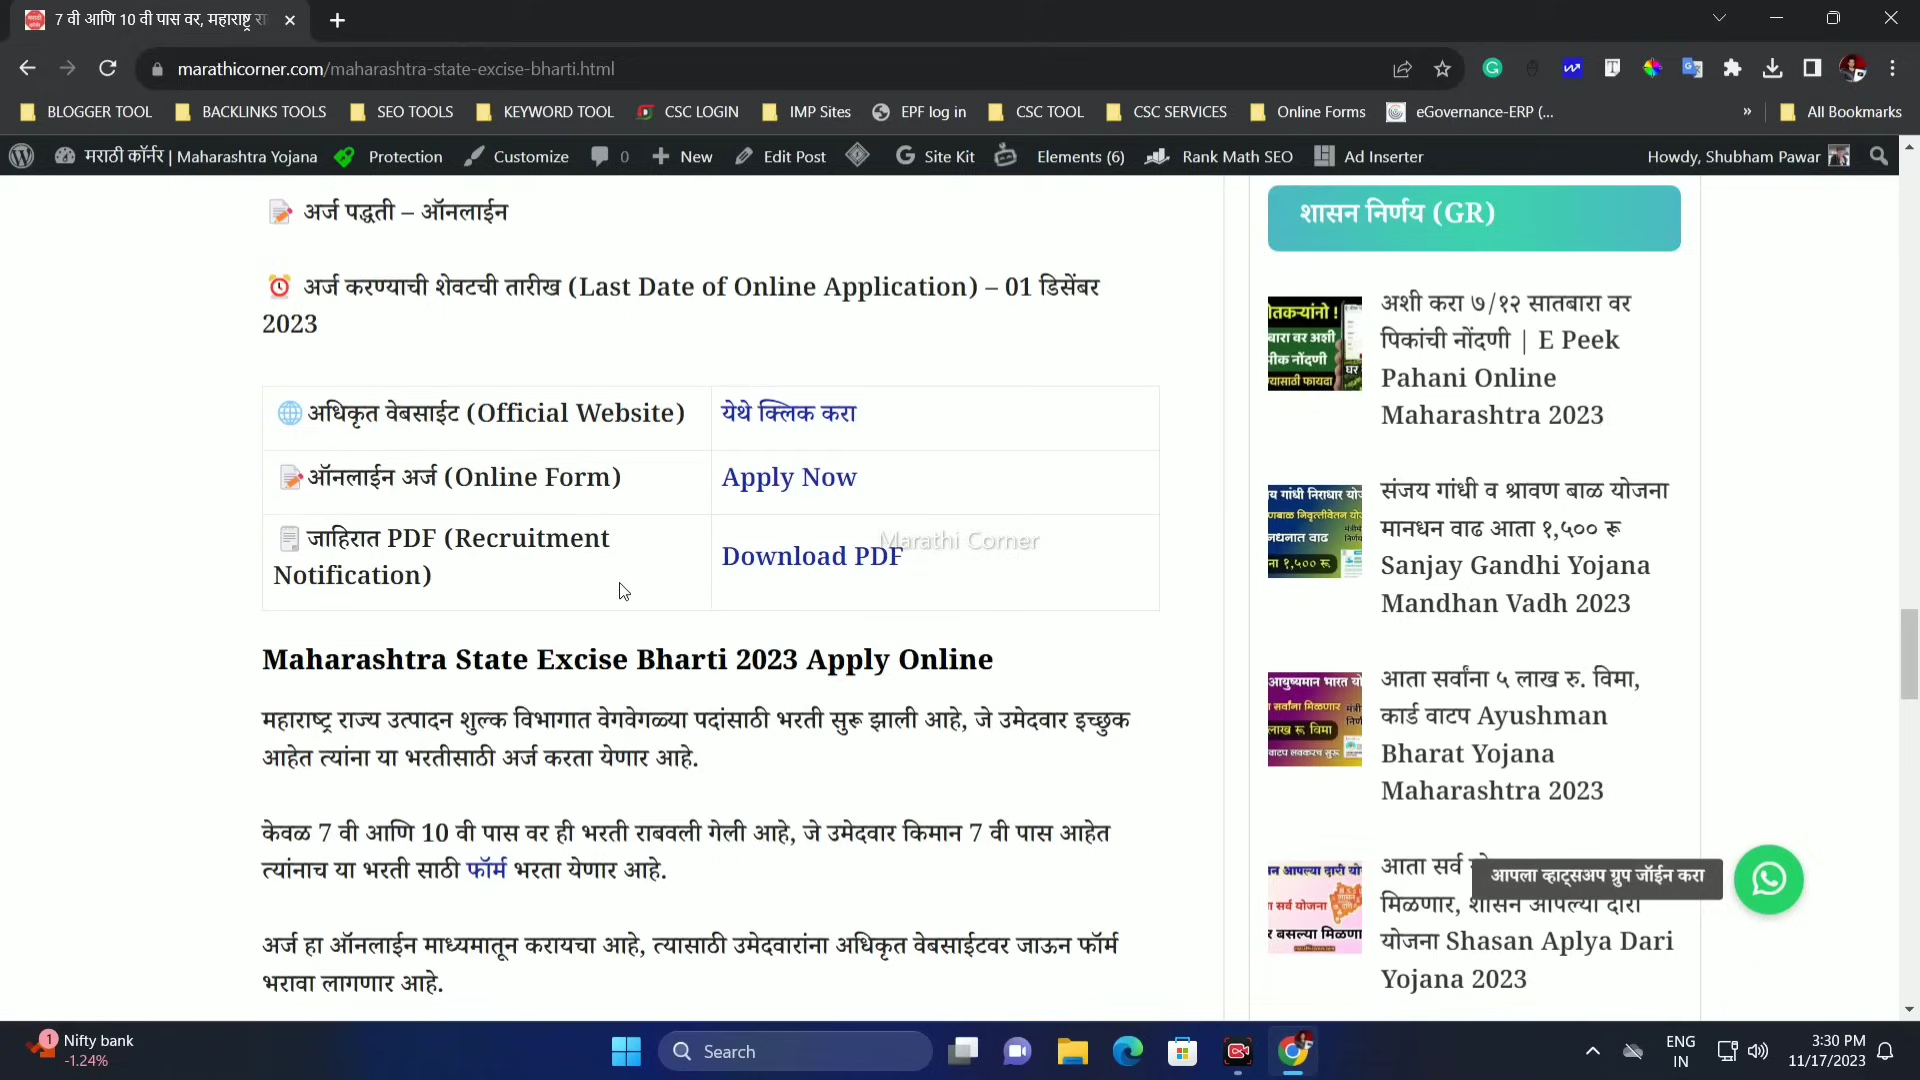 7 वी आणि 10 वी पास वर, महाराष्ट्र रा
marathicorner.com/maharashtra-state-excise-bharti.html
BLOGGER TOOL BACKLINKS TOOLS SEO TOOLS KEYWORD TOOL CSC LOGIN IMP Sites EPF log in CSC TOOL CSC SERVICES Online Forms eGovernance-ERP (... » All Bookmarks
मराठी कॉर्नर | Maharashtra Yojana Protection Customize 0 New Edit Post Site Kit Elements (6) Rank Math SEO Ad Inserter Howdy, Shubham Pawar
अर्ज पद्धती – ऑनलाईन
अर्ज करण्याची शेवटची तारीख (Last Date of Online Application) – 01 डिसेंबर
2023
अधिकृत वेबसाईट (Official Website) येथे क्लिक करा
ऑनलाईन अर्ज (Online Form) Apply Now
जाहिरात PDF (Recruitment
Notification)
Download PDF
Marathi Corner
Maharashtra State Excise Bharti 2023 Apply Online
महाराष्ट्र राज्य उत्पादन शुल्क विभागात वेगवेगळ्या पदांसाठी भरती सुरू झाली आहे, जे उमेदवार इच्छुक
आहेत त्यांना या भरतीसाठी अर्ज करता येणार आहे.
केवळ 7 वी आणि 10 वी पास वर ही भरती राबवली गेली आहे, जे उमेदवार किमान 7 वी पास आहेत
त्यांनाच या भरती साठी फॉर्म भरता येणार आहे.
अर्ज हा ऑनलाईन माध्यमातून करायचा आहे, त्यासाठी उमेदवारांना अधिकृत वेबसाईटवर जाऊन फॉर्म
भरावा लागणार आहे.
शासन निर्णय (GR)
अशी करा ७/१२ सातबारा वर
पिकांची नोंदणी | E Peek
Pahani Online
Maharashtra 2023
संजय गांधी व श्रावण बाळ योजना
मानधन वाढ आता १,५०० रू
Sanjay Gandhi Yojana
Mandhan Vadh 2023
आता सर्वांना ५ लाख रु. विमा,
कार्ड वाटप Ayushman
Bharat Yojana
Maharashtra 2023
आता सर्व
मिळणार, शासन आपल्या दारी
योजना Shasan Aplya Dari
Yojana 2023
आपला व्हाट्सअप ग्रुप जॉईन करा
1 Nifty bank
-1.24%
Search
ENG
IN
3:30 PM
11/17/2023